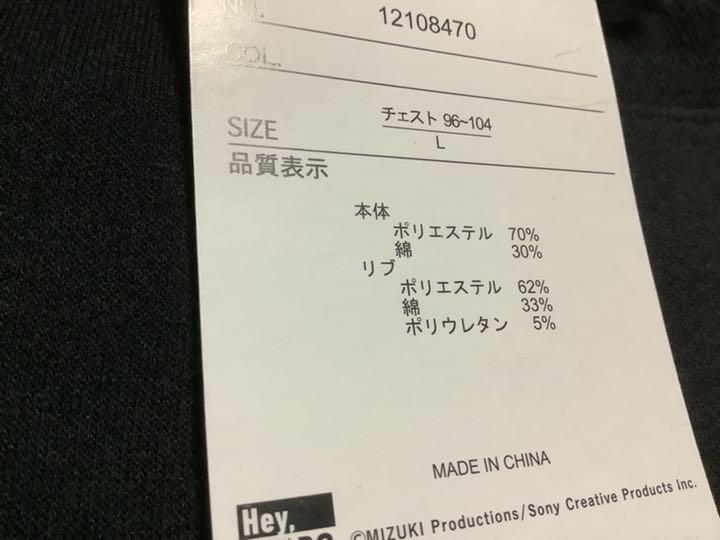 NO.
12108470
COL.
SIZE
チェスト 96~104
L
品質表示
本体
ポリエステル 70%
綿 30%
リブ
ポリエステル 62%
綿 33%
ポリウレタン 5%
MADE IN CHINA
Hey,
©MIZUKI Productions/Sony Creative Products Inc.